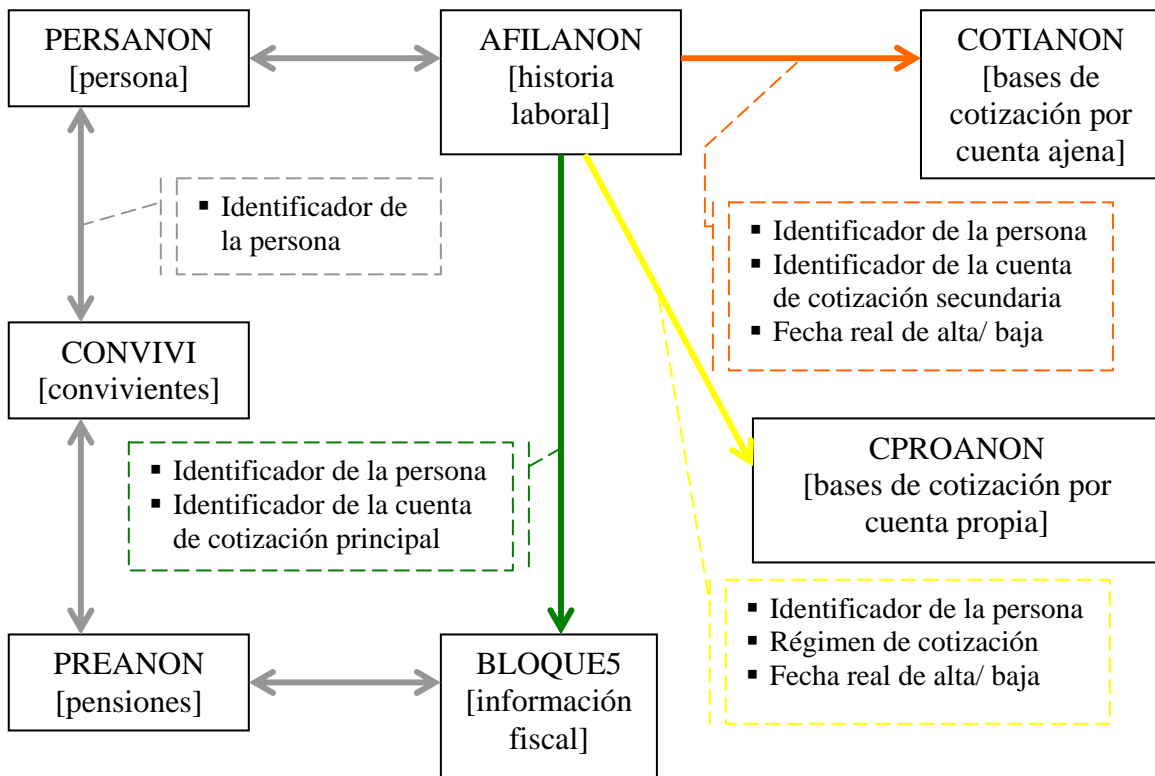 PERSANON
[persona]
AFILANON
[historia
laboral]
COTIANON
[bases de
cotización por
cuenta ajena]
▪ Identificador de
la persona
▪ Identificador de la persona
▪ Identificador de la cuenta
de cotización secundaria
▪ Fecha real de alta/ baja
CONVIVI
[convivientes]
▪ Identificador de la persona
▪ Identificador de la cuenta
de cotización principal
CPROANON
[bases de cotización por
cuenta propia]
▪ Identificador de la persona
▪ Régimen de cotización
▪ Fecha real de alta/ baja
PREANON
[pensiones]
BLOQUE5
[información
fiscal]